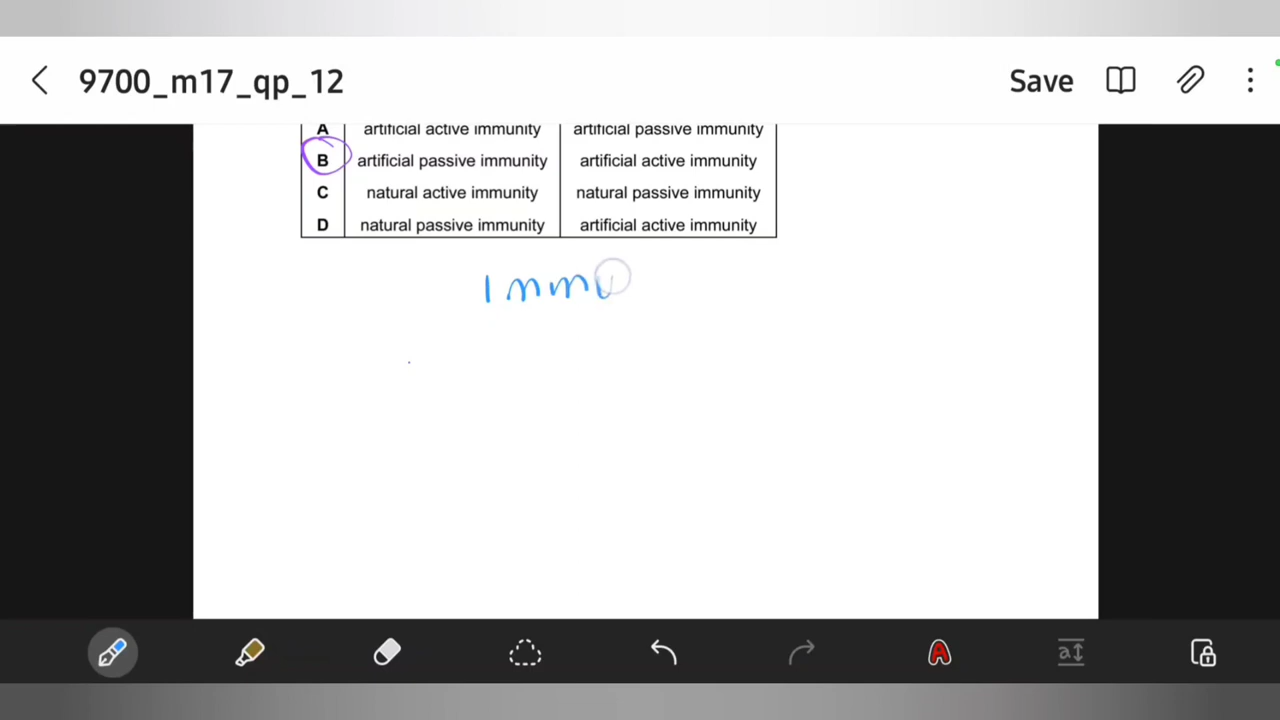 9700_m17_qp_12 Save
A artificial active immunity artificial passive immunity
B artificial passive immunity artificial active immunity
C natural active immunity natural passive immunity
D natural passive immunity artificial active immunity
Immu
A a